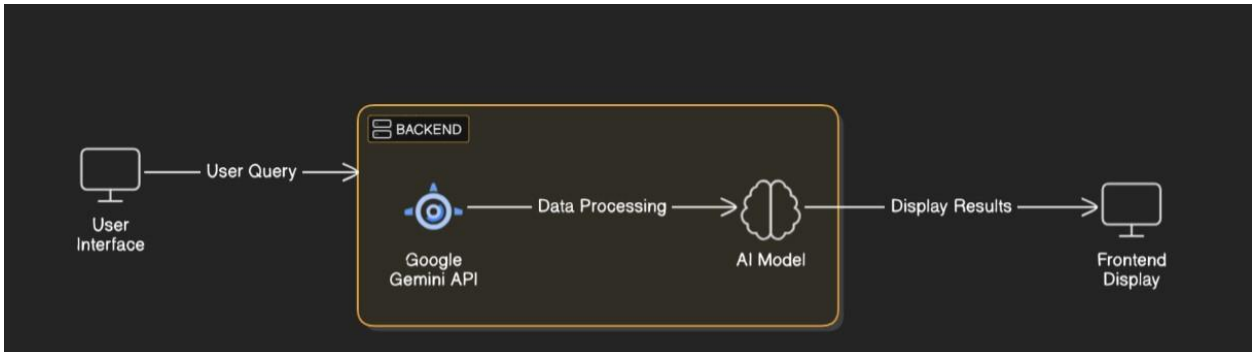 BACKEND
User Query
User
Interface
Google
Gemini API
Data Processing
AI Model
Display Results
Frontend
Display